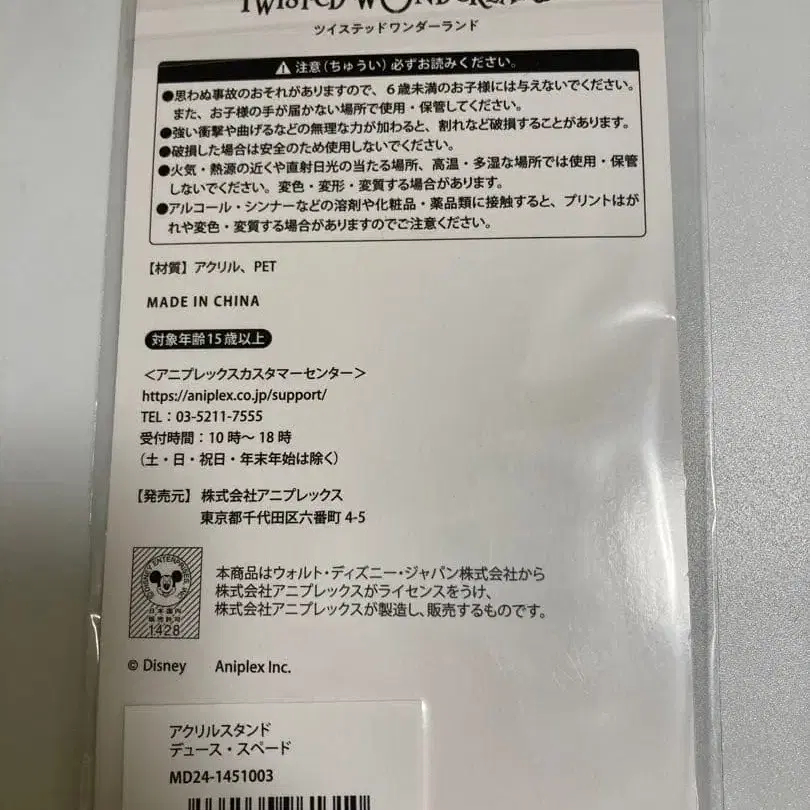 TWISTED WONDERLAND
ツイステッドワンダーランド
⚠ 注意（ちゅうい）必ずお読みください。
●思わぬ事故のおそれがありますので、６歳未満のお子様には与えないでください。
また、お子様の手が届かない場所で使用・保管してください。
●強い衝撃や曲げるなどの無理な力が加わると、割れなど破損することがあります。
●破損した場合は安全のため使用しないでください。
●火気・熱源の近くや直射日光の当たる場所、高温・多湿な場所では使用・保管
しないでください。変色・変形・変質する場合があります。
●アルコール・シンナーなどの溶剤や化粧品・薬品類に接触すると、プリントはが
れや変色・変質する場合がありますのでご注意ください。
【材質】アクリル、PET
MADE IN CHINA
対象年齢15歳以上
＜アニプレックスカスタマーセンター＞
https://aniplex.co.jp/support/
TEL：03-5211-7555
受付時間：10時～18時
（土・日・祝日・年末年始は除く）
【発売元】株式会社アニプレックス
東京都千代田区六番町 4-5
本商品はウォルト・ディズニー・ジャパン株式会社から
株式会社アニプレックスがライセンスをうけ、
株式会社アニプレックスが製造し、販売するものです。
日本国内
販売許可
1428
© Disney Aniplex Inc.
アクリルスタンド
デュース・スペード
MD24-1451003